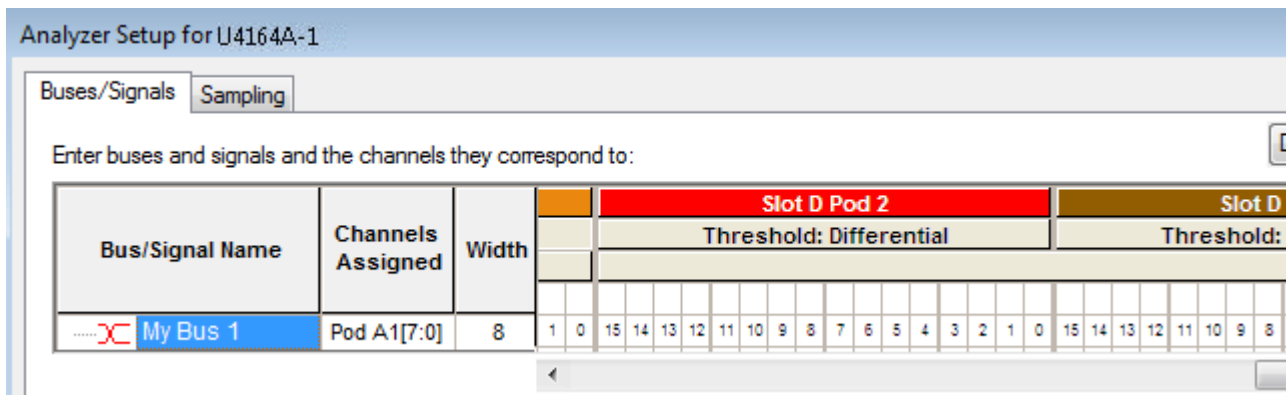 Analyzer Setup for U4164A-1
Buses/Signals Sampling
Enter buses and signals and the channels they correspond to:
Bus/Signal Name Channels Assigned Width
Slot D Pod 2 Slot D
Threshold: Differential Threshold:
My Bus 1 Pod A1[7:0] 8 1 0 15 14 13 12 11 10 9 8 7 6 5 4 3 2 1 0 15 14 13 12 11 10 9 8